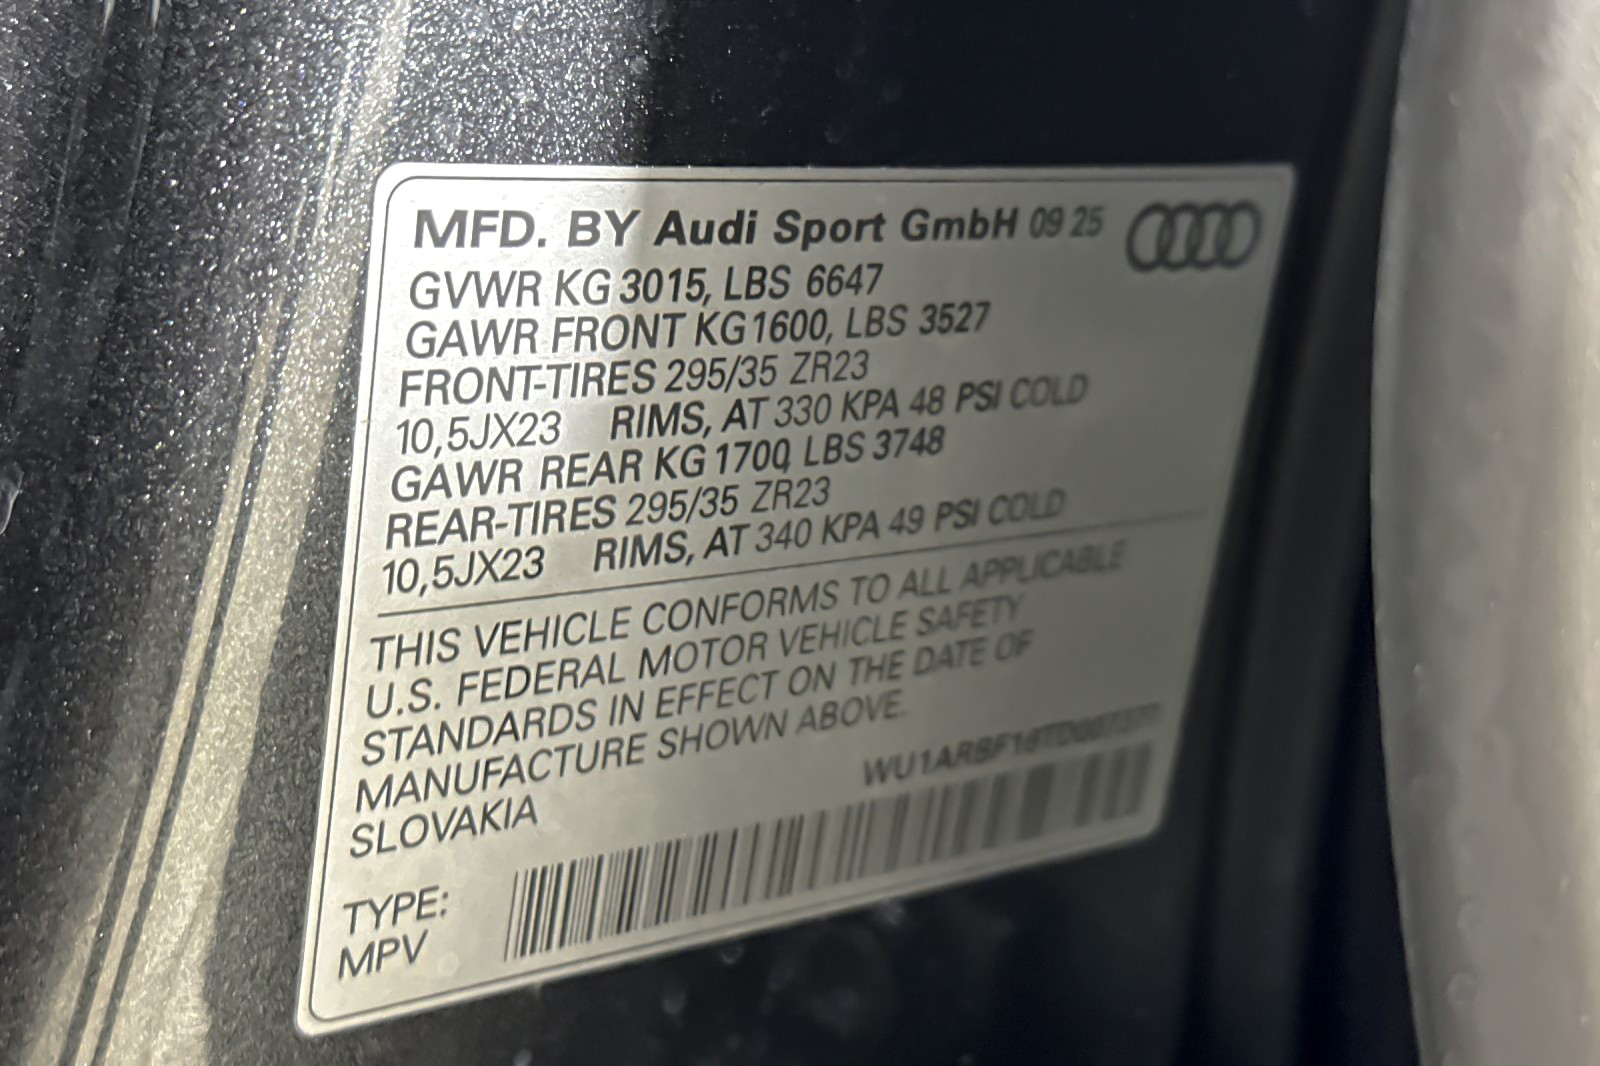 MFD. BY Audi Sport GmbH 09 25
GVWR KG 3015, LBS 6647
GAWR FRONT KG 1600, LBS 3527
FRONT-TIRES 295/35 ZR23
10,5JX23 RIMS, AT 330 KPA 48 PSI COLD
GAWR REAR KG 1700, LBS 3748
REAR-TIRES 295/35 ZR23
10,5JX23 RIMS, AT 340 KPA 49 PSI COLD
THIS VEHICLE CONFORMS TO ALL APPLICABLE
U.S. FEDERAL MOTOR VEHICLE SAFETY
STANDARDS IN EFFECT ON THE DATE OF
MANUFACTURE SHOWN ABOVE.
SLOVAKIA
TYPE:
MPV